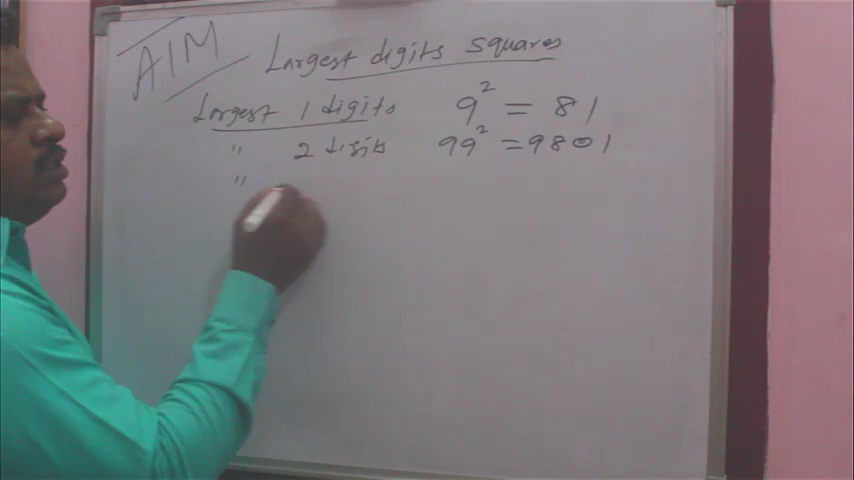 AIM
Largest digits squares
Largest 1 digits 9² = 81
" 2 digits 99² = 9801
"